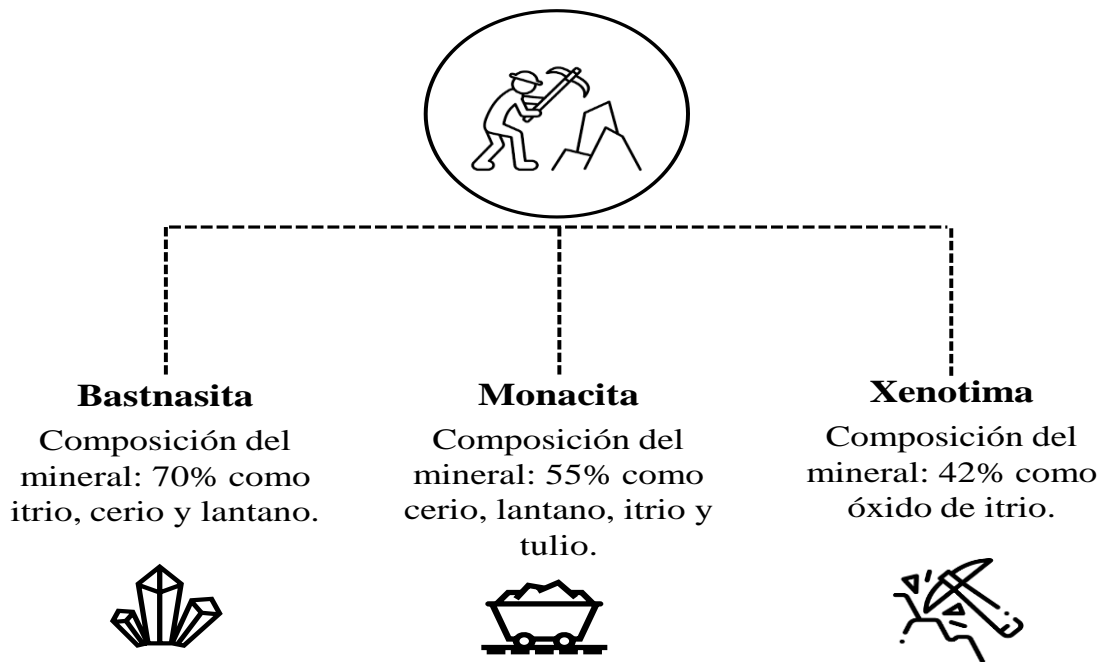 Bastnasita
Composición del
mineral: 70% como
itrio, cerio y lantano.
Monacita
Composición del
mineral: 55% como
cerio, lantano, itrio y
tulio.
Xenotima
Composición del
mineral: 42% como
óxido de itrio.